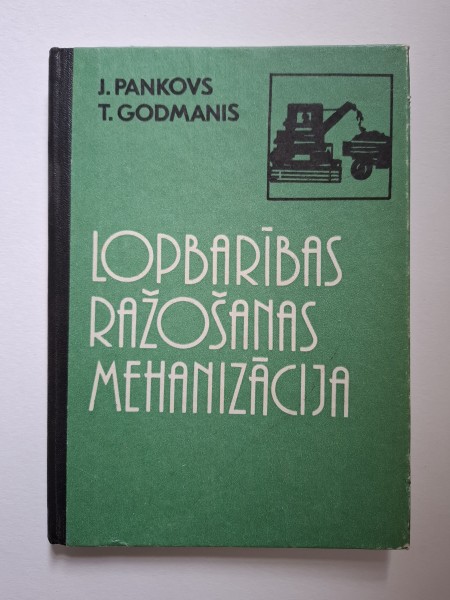 J. PANKOVS
T. GODMANIS
LOPBARĪBAS
RAŽOŠANAS
MEHANIZĀCIJA